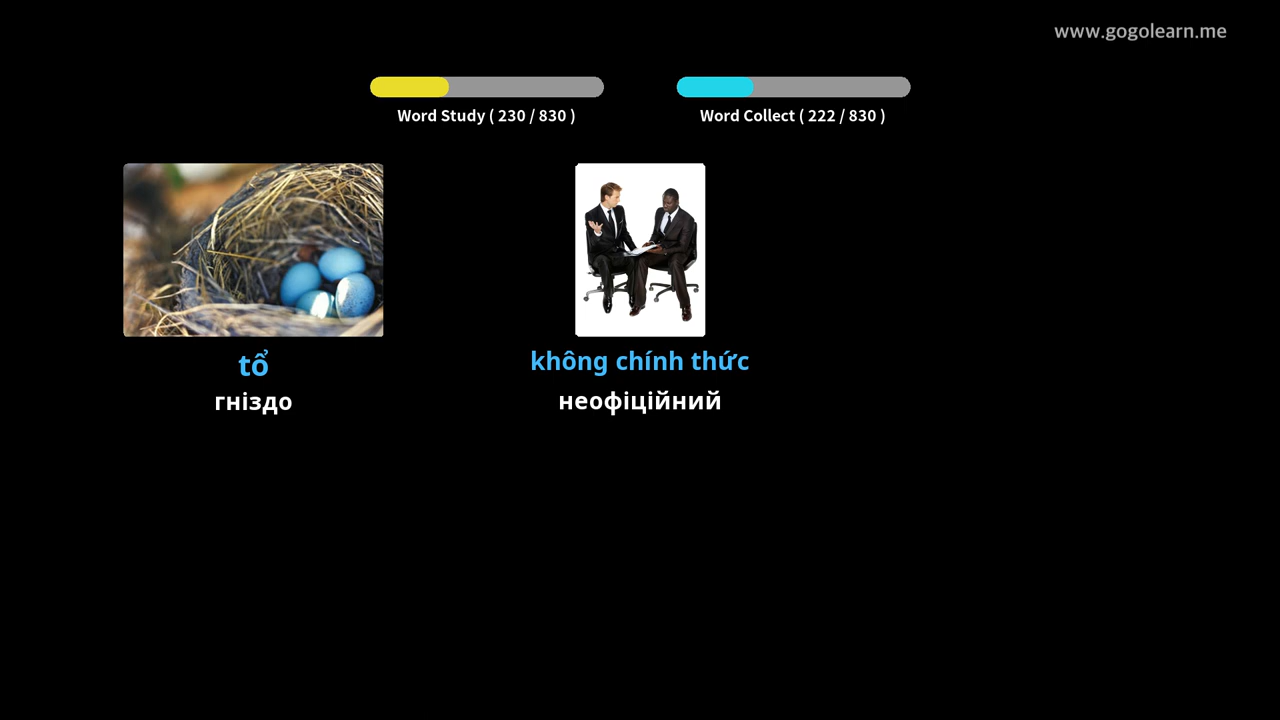 www.gogolearn.me
Word Study ( 230 / 830 )
Word Collect ( 222 / 830 )
tổ
гніздо
không chính thức
неофіційний